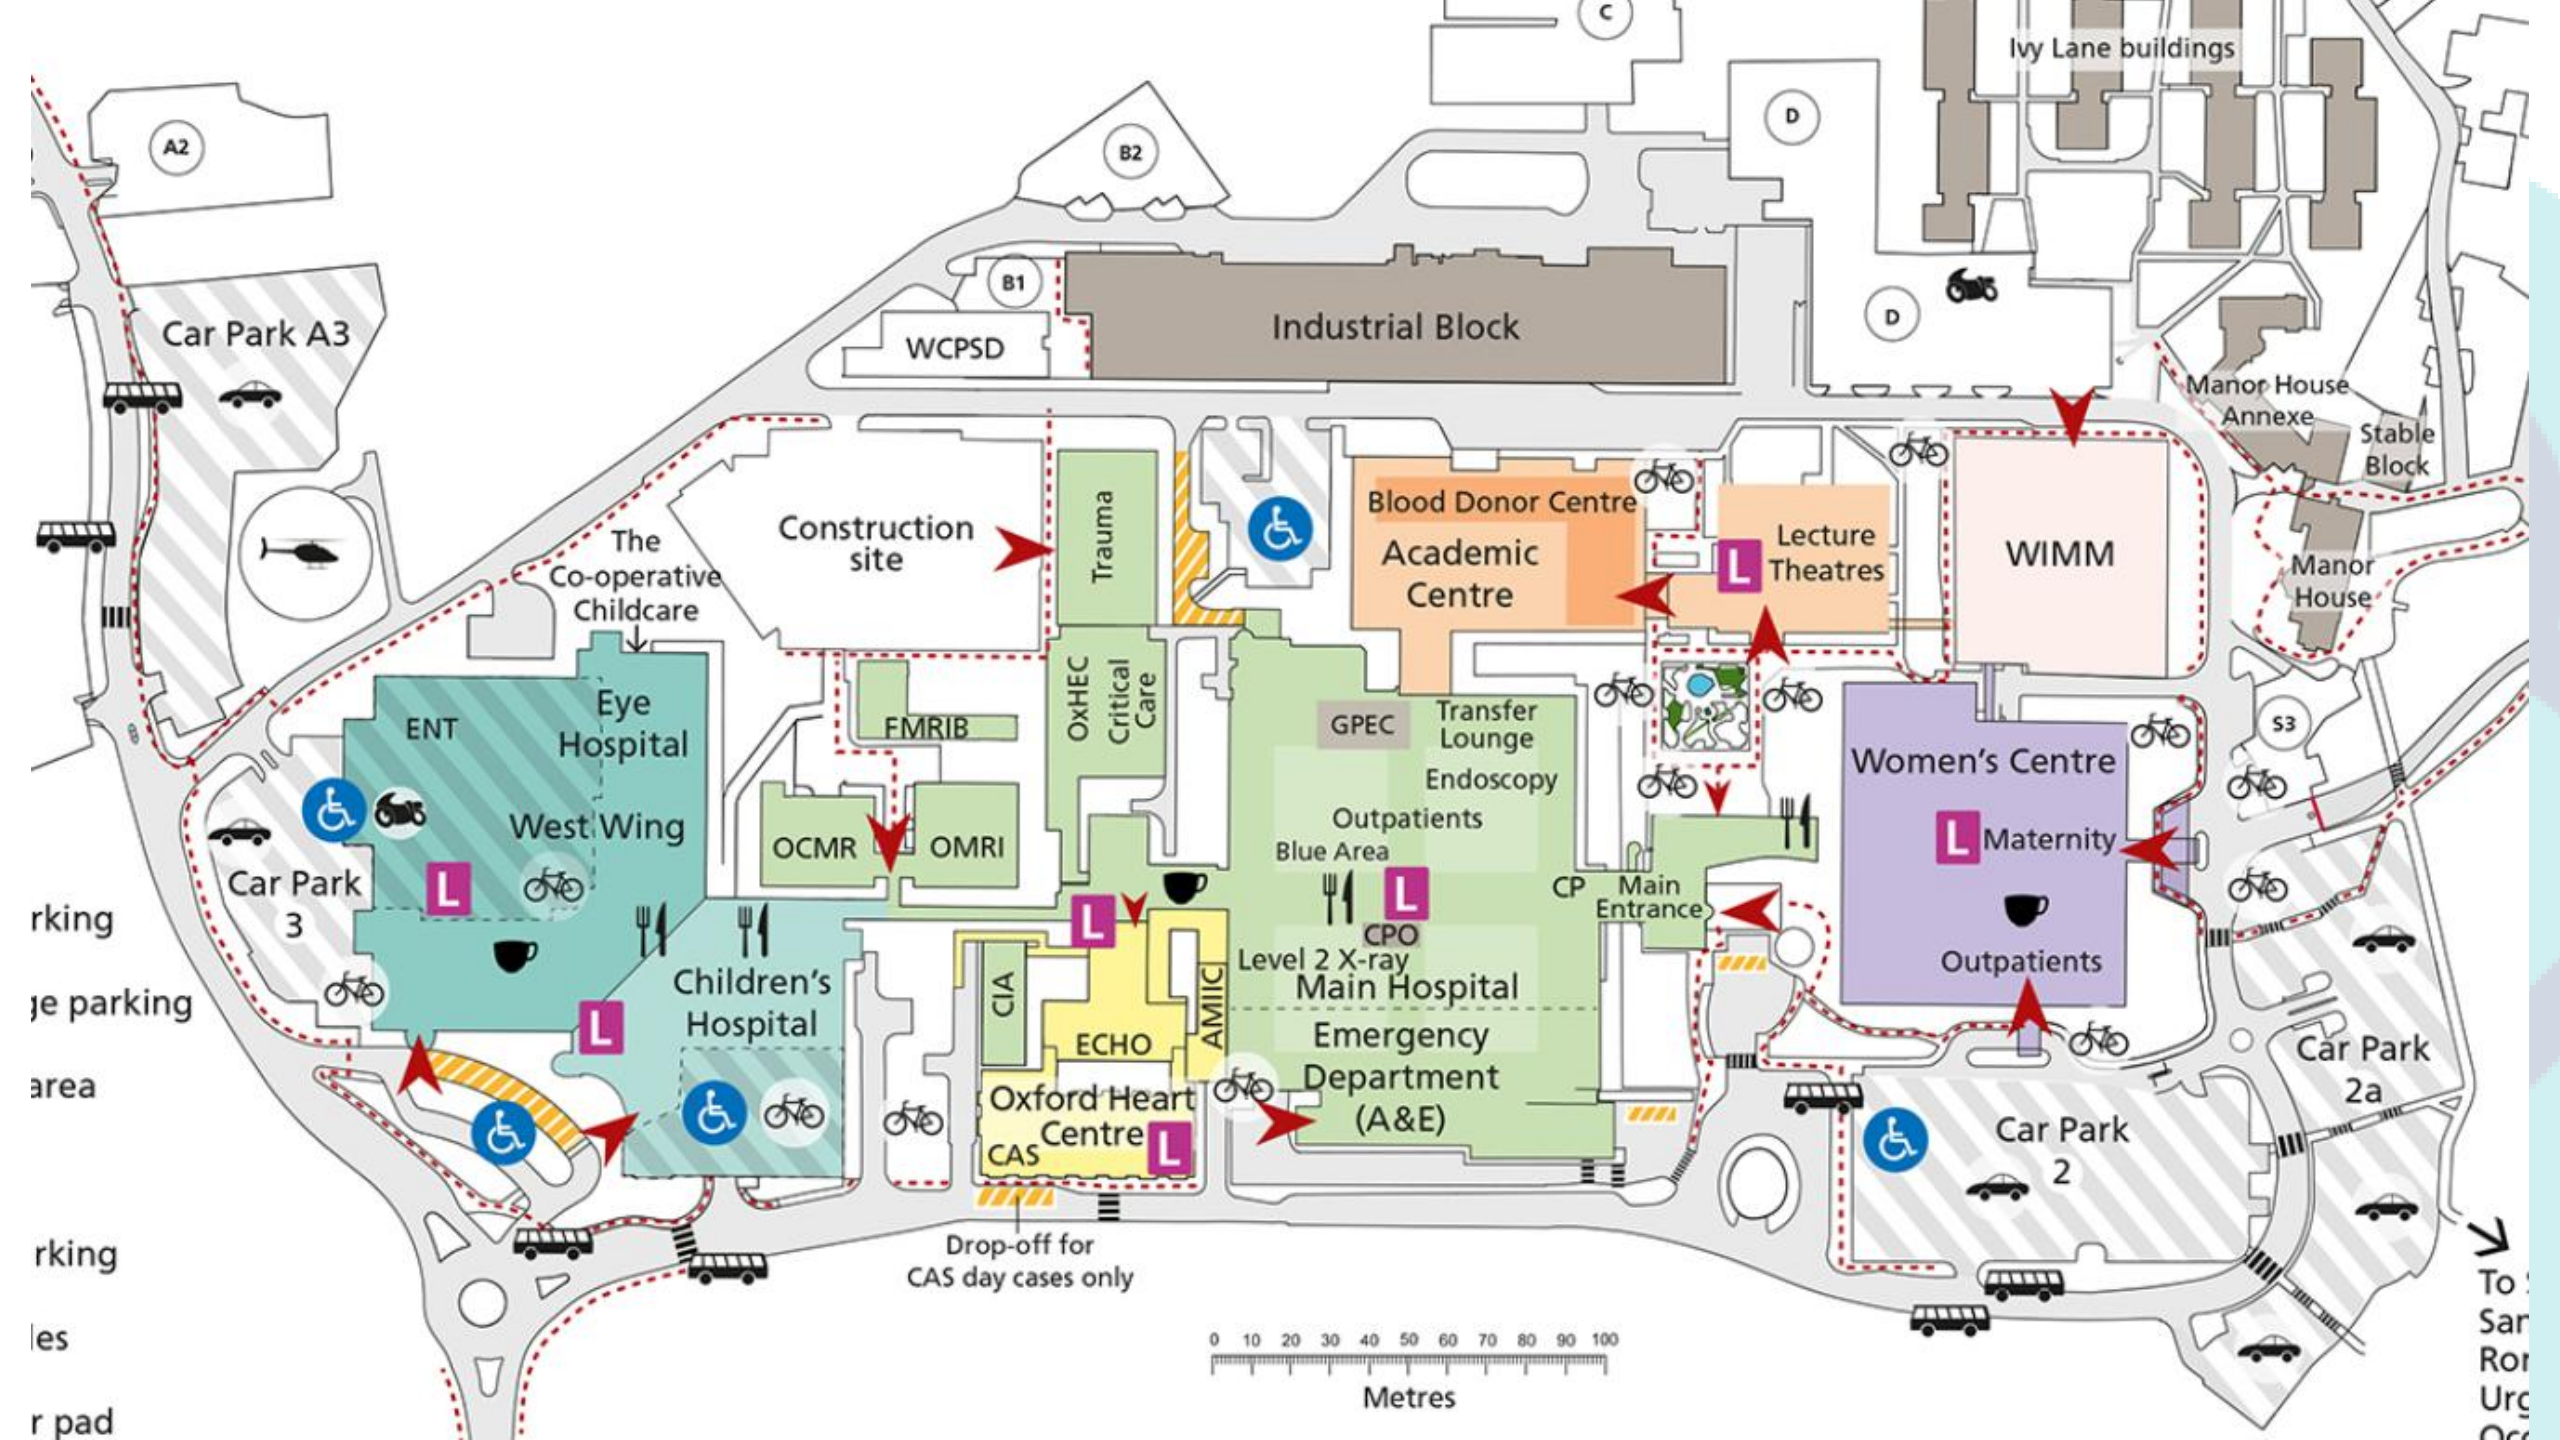 C
Ivy Lane buildings
A2
B2
D
B1
Industrial Block
D
Car Park A3
WCPSD
Manor House
Annexe
Stable
Block
Blood Donor Centre
Construction
site
Trauma
Academic
Centre
L
Lecture
Theatres
WIMM
Manor
House
The
Co-operative
Childcare
ENT
Eye
Hospital
FMRIB
OxHEC
Critical
Care
GPEC
Transfer
Lounge
Endoscopy
Women's Centre
S3
West Wing
OCMR
OMRI
Outpatients
Blue Area
L
Maternity
L
Car Park
3
L
L
CP
Main
Entrance
CPO
rking
Level 2 X-ray
Main Hospital
Outpatients
Children's
Hospital
CIA
AMIIC
ge parking
L
ECHO
Emergency
Department
(A&E)
Car Park
2a
area
Oxford Heart
Centre
L
CAS
Car Park
2
rking
Drop-off for
CAS day cases only
To
San
Ror
Urg
0 10 20 30 40 50 60 70 80 90 100
Metres
les
r pad